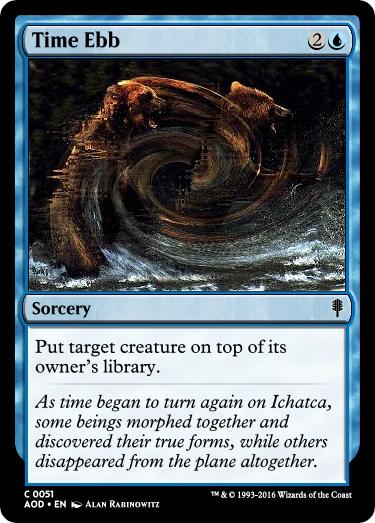 Time Ebb 2
Sorcery
Put target creature on top of its
owner's library.
As time began to turn again on Ichatca,
some beings morphed together and
discovered their true forms, while others
disappeared from the plane altogether.
C 0051
AOD • EN Alan Rabinowitz
™ & © 1993-2016 Wizards of the Coast